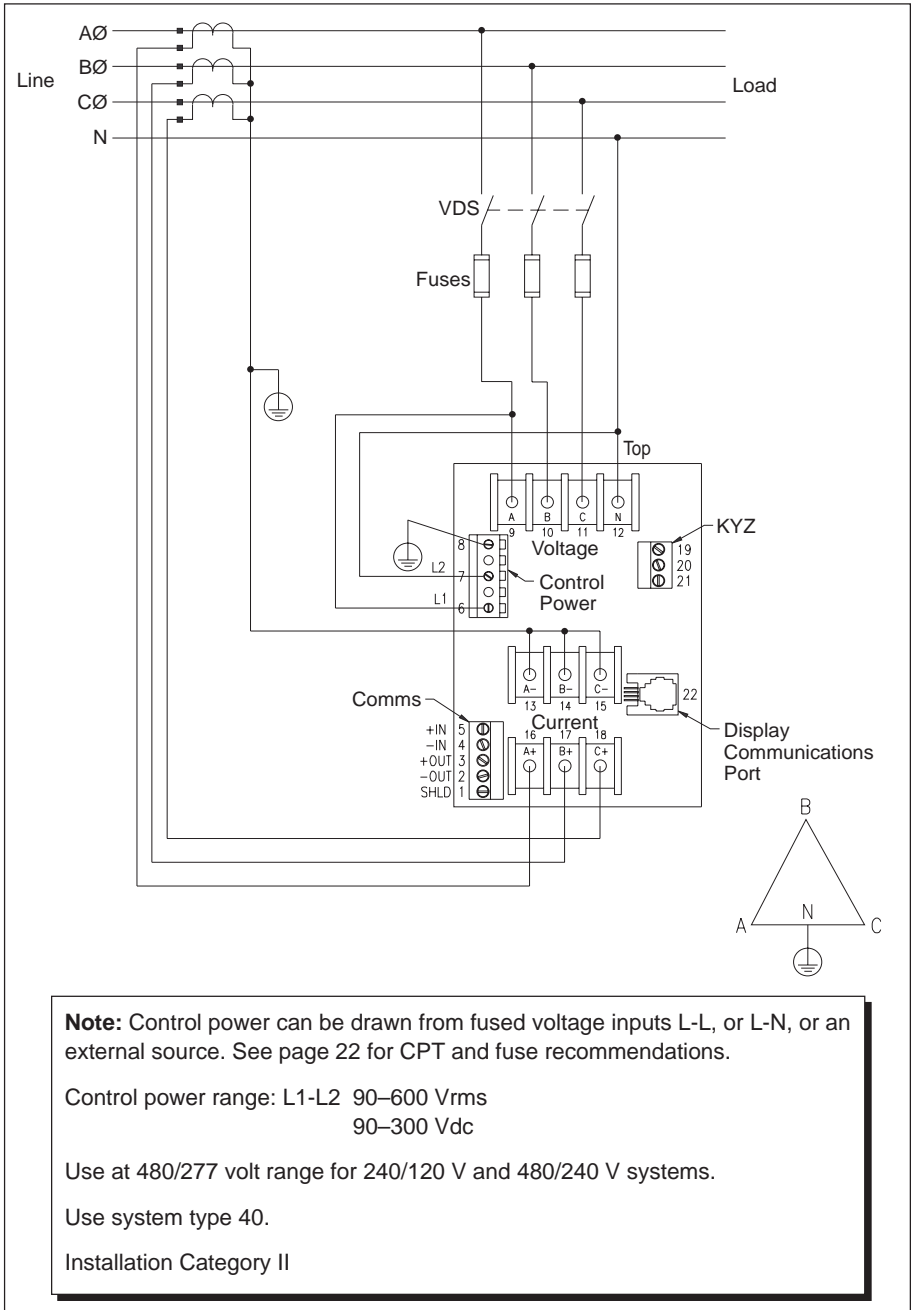 AØ
BØ
Line
Load
CØ
N
VDS
Fuses
Top
A B C N
9 10 11 12
Voltage
KYZ
8
19
L2
20
7
21
Control
Power
L1
6
A- B- C-
13 14 15
22
Comms
Current
+IN 5
16 17 18
-IN 4
A+ B+ C+
+OUT 3
-OUT 2
SHLD 1
Display
Communications
Port
B
A N C
Note: Control power can be drawn from fused voltage inputs L-L, or L-N, or an
external source. See page 22 for CPT and fuse recommendations.
Control power range: L1-L2 90–600 Vrms
90–300 Vdc
Use at 480/277 volt range for 240/120 V and 480/240 V systems.
Use system type 40.
Installation Category II